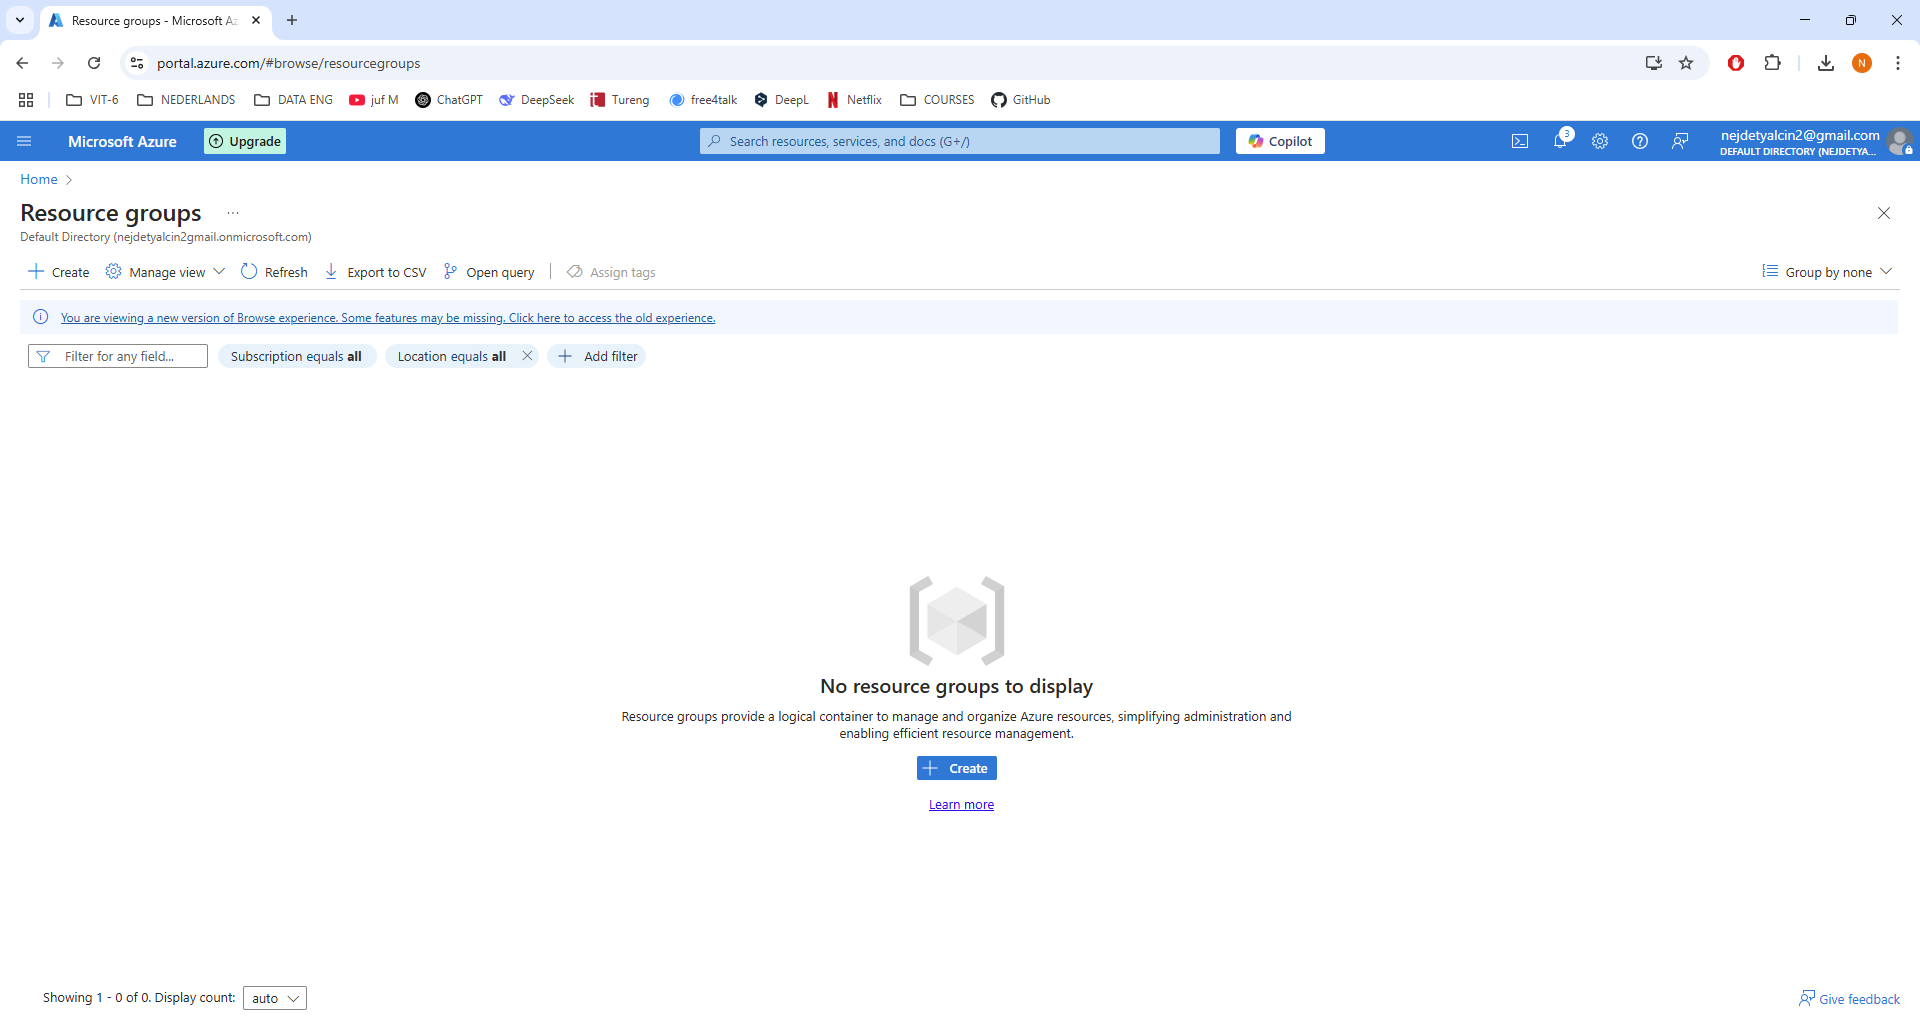 Resource groups - Microsoft Az
portal.azure.com/#browse/resourcegroups
VIT-6 NEDERLANDS DATA ENG juf M ChatGPT DeepSeek Tureng free4talk DeepL Netflix COURSES GitHub
Microsoft Azure Upgrade Search resources, services, and docs (G+/) Copilot 3 nejdetyalcin2@gmail.com
DEFAULT DIRECTORY (NEJDETYA...
Home
Resource groups ...
Default Directory (nejdetyalcin2gmail.onmicrosoft.com)
Create Manage view Refresh Export to CSV Open query Assign tags Group by none
You are viewing a new version of Browse experience. Some features may be missing. Click here to access the old experience.
Filter for any field... Subscription equals all Location equals all Add filter
No resource groups to display
Resource groups provide a logical container to manage and organize Azure resources, simplifying administration and
enabling efficient resource management.
Create
Learn more
Showing 1 - 0 of 0. Display count: auto Give feedback